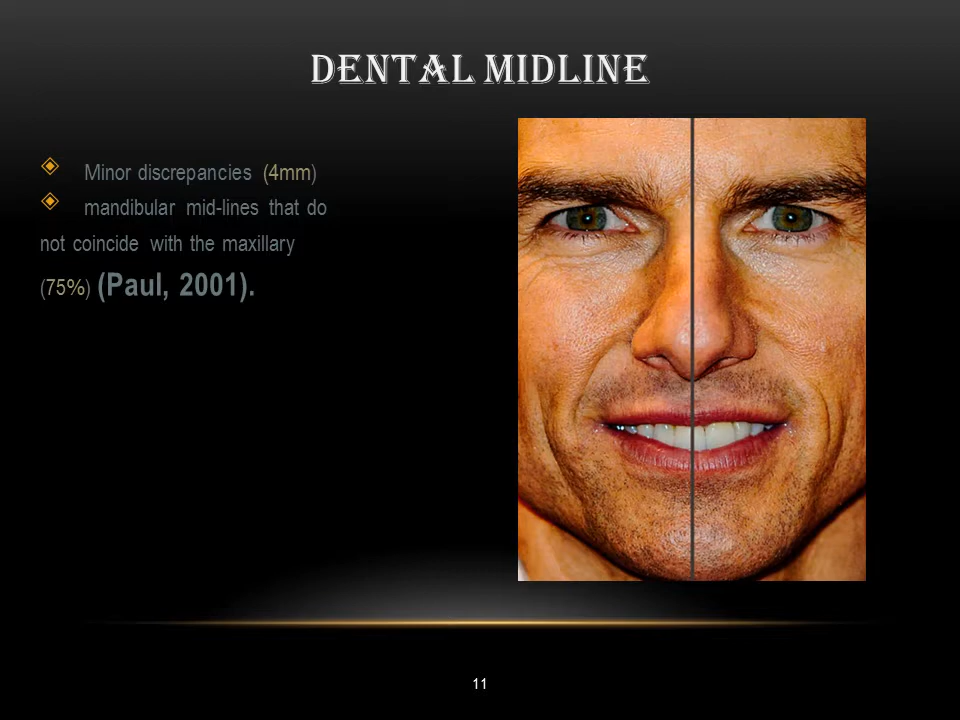 DENTAL MIDLINE
Minor discrepancies (4mm)
mandibular mid-lines that do
not coincide with the maxillary
(75%) (Paul, 2001).
11